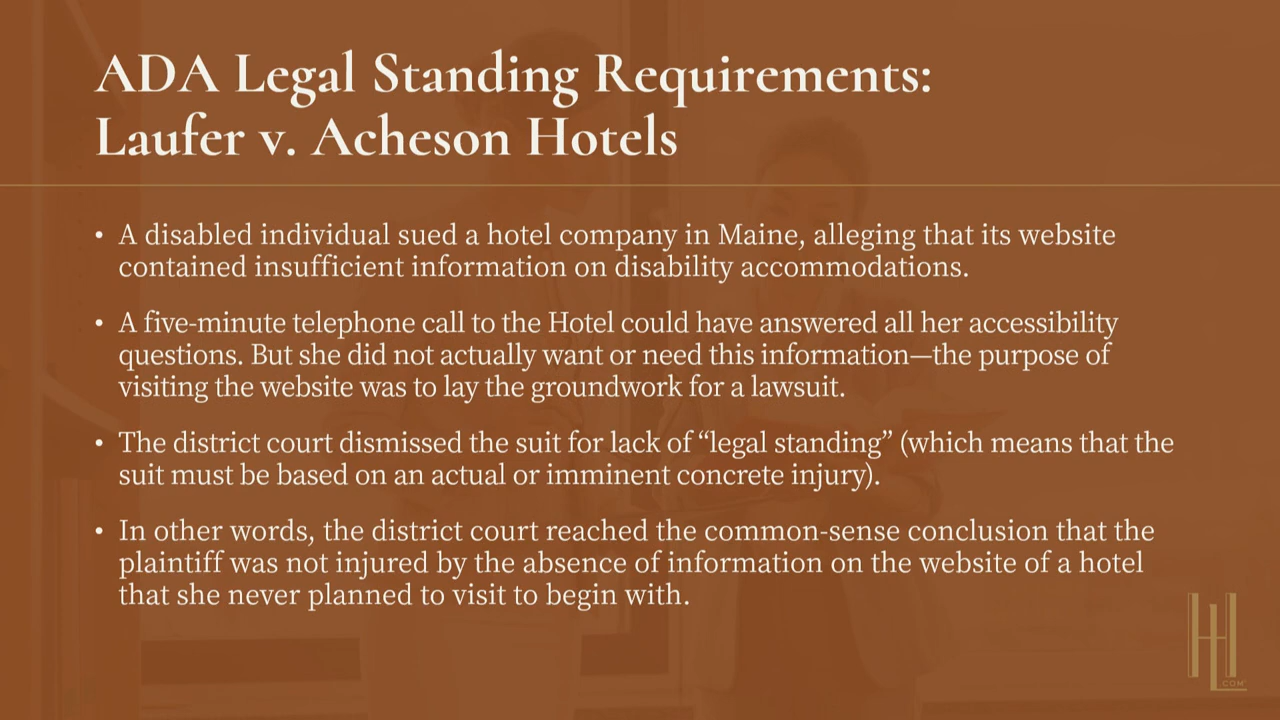 ADA Legal Standing Requirements:
Laufer v. Acheson Hotels
• A disabled individual sued a hotel company in Maine, alleging that its website
contained insufficient information on disability accommodations.
• A five-minute telephone call to the Hotel could have answered all her accessibility
questions. But she did not actually want or need this information—the purpose of
visiting the website was to lay the groundwork for a lawsuit.
• The district court dismissed the suit for lack of “legal standing” (which means that the
suit must be based on an actual or imminent concrete injury).
• In other words, the district court reached the common-sense conclusion that the
plaintiff was not injured by the absence of information on the website of a hotel
that she never planned to visit to begin with.
HL
.COM